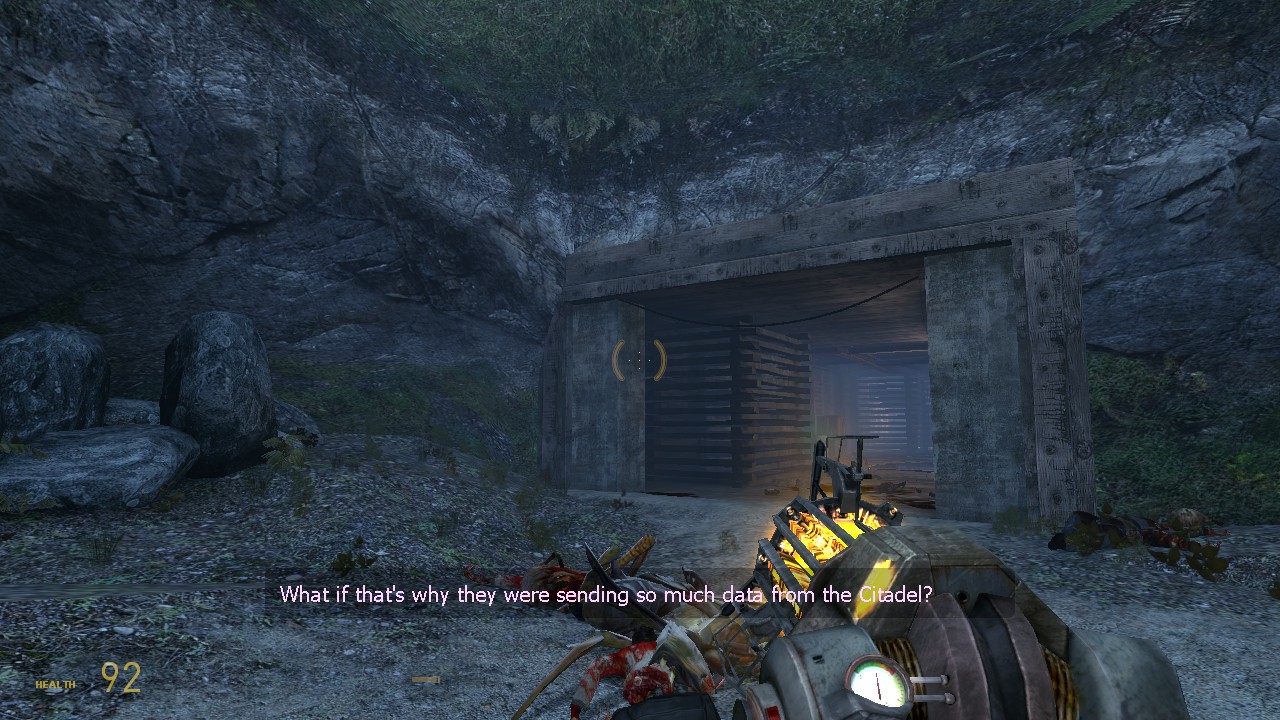 What if that's why they were sending so much data from the Citadel?
HEALTH 92